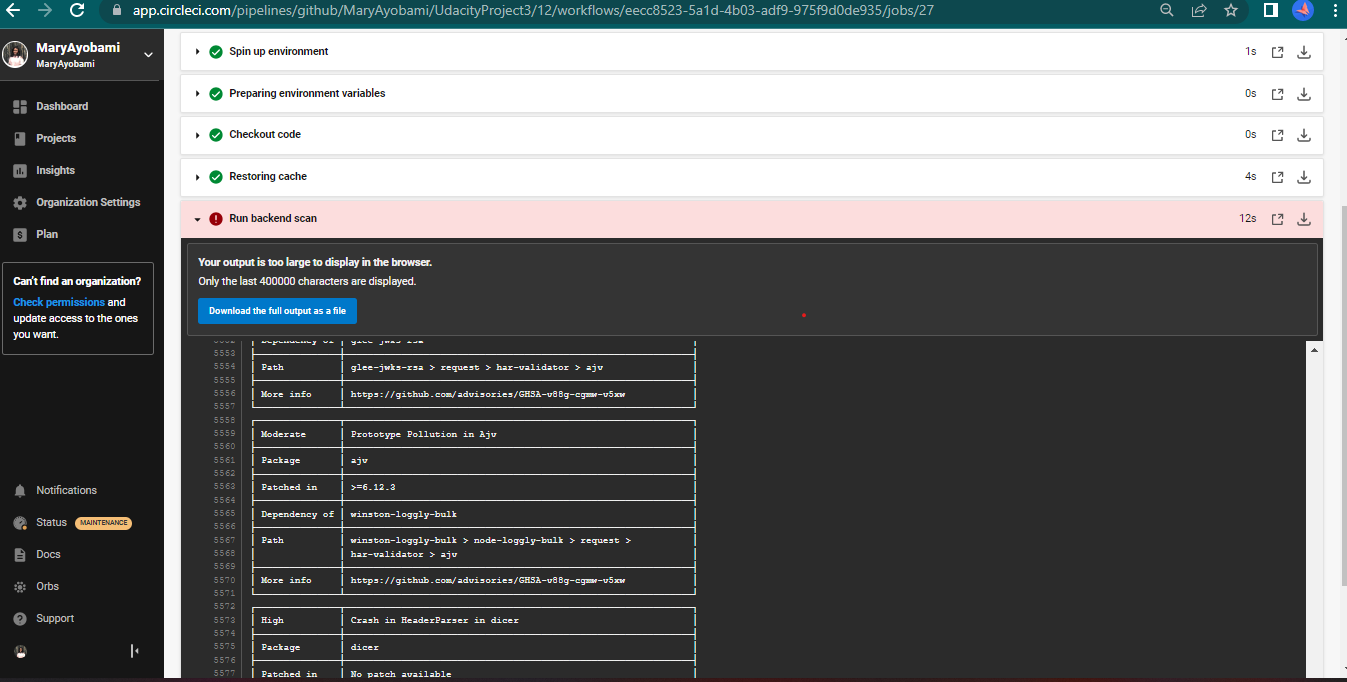 app.circleci.com/pipelines/github/MaryAyobami/UdacityProject3/12/workflows/eecc8523-5a1d-4b03-adf9-975f9d0de935/jobs/27
MaryAyobami
MaryAyobami
Dashboard
Projects
Insights
Organization Settings
Plan
Can't find an organization?
Check permissions and
update access to the ones
you want.
Notifications
Status MAINTENANCE
Docs
Orbs
Support
Spin up environment 1s
Preparing environment variables 0s
Checkout code 0s
Restoring cache 4s
Run backend scan 12s
Your output is too large to display in the browser.
Only the last 400000 characters are displayed.
Download the full output as a file
5552 Dependency of glee-jwks-rsa
5553
5554 Path glee-jwks-rsa > request > har-validator > ajv
5555
5556 More info https://github.com/advisories/GHSA-v88g-cgmw-v5xw
5557
5558
5559 Moderate Prototype Pollution in Ajv
5560
5561 Package ajv
5562
5563 Patched in >=6.12.3
5564
5565 Dependency of winston-loggly-bulk
5566
5567 Path winston-loggly-bulk > node-loggly-bulk > request >
5568 har-validator > ajv
5569
5570 More info https://github.com/advisories/GHSA-v88g-cgmw-v5xw
5571
5572
5573 High Crash in HeaderParser in dicer
5574
5575 Package dicer
5576
5577 Patched in No patch available